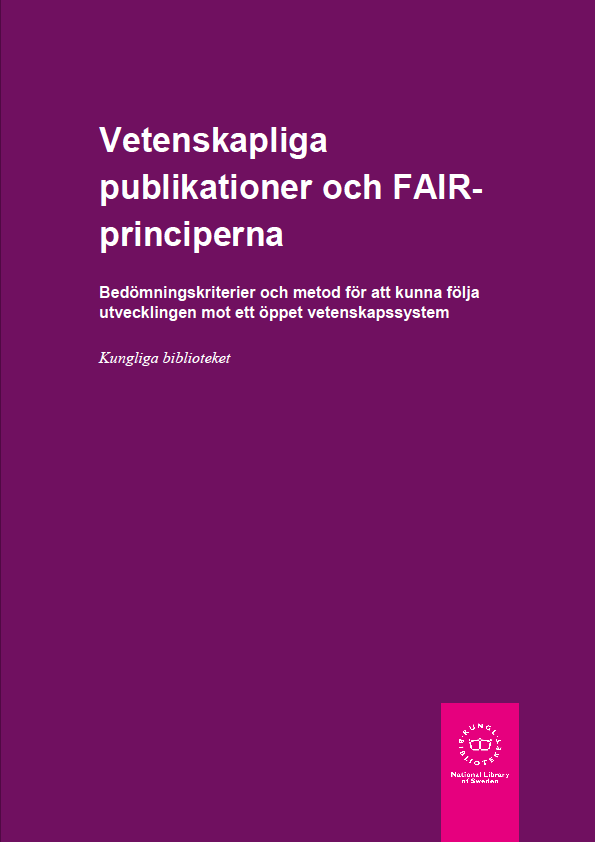 Vetenskapliga
publikationer och FAIR-
principerna
Bedömningskriterier och metod för att kunna följa
utvecklingen mot ett öppet vetenskapssystem
Kungliga biblioteket
KUNGL.
BIBLIOTEKET
National Library
of Sweden